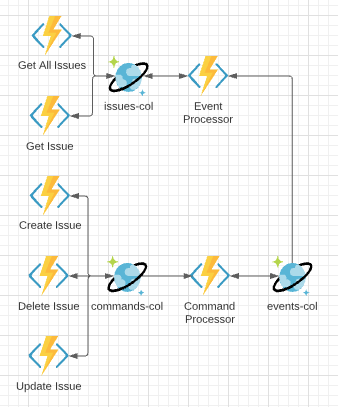 Get All Issues
issues-col
Event
Processor
Get Issue
Create Issue
Delete Issue
commands-col
Command
Processor
events-col
Update Issue